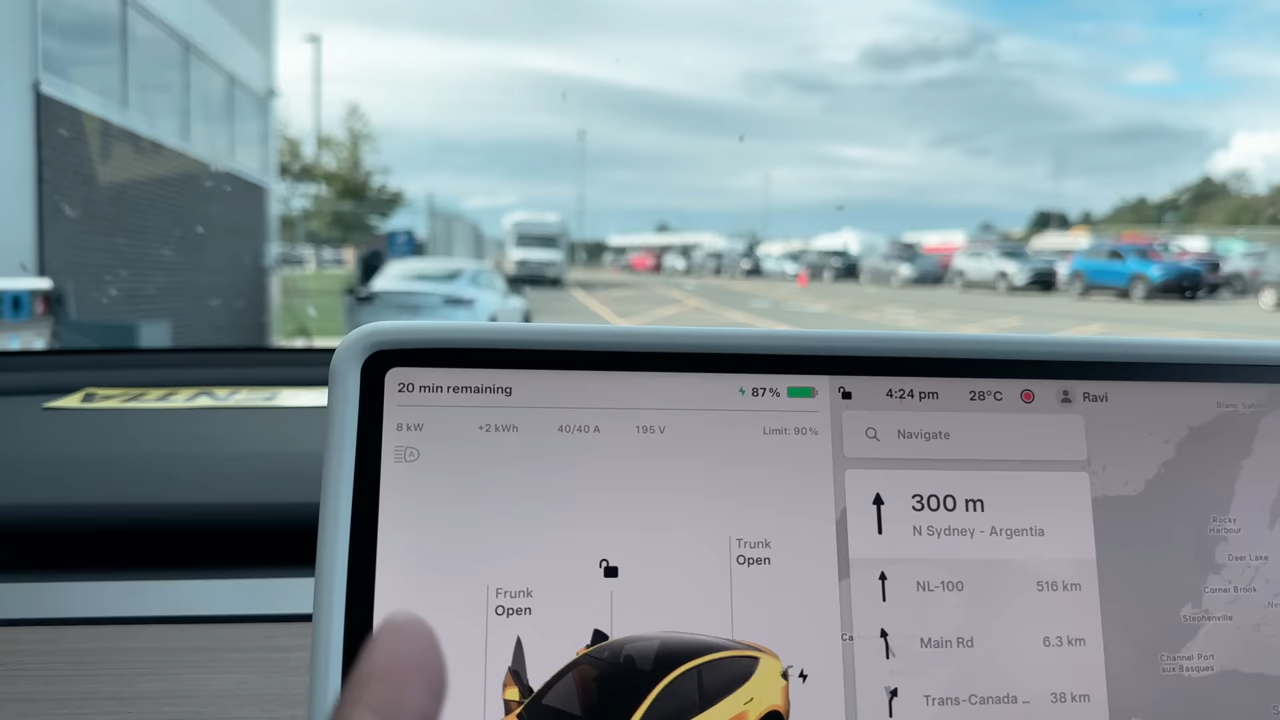 20 min remaining
87%
4:24 pm
28°C
Ravi
8 kW
+2 kWh
40/40 A
195 V
Limit: 90%
Navigate
300 m
N Sydney - Argentia
NL-100
516 km
Main Rd
6.3 km
Trans-Canada ...
38 km
Trunk
Open
Frunk
Open
Rocky
Harbour
Deer Lake
Corner Brook
Stephenville
Channel-Port
aux Basques